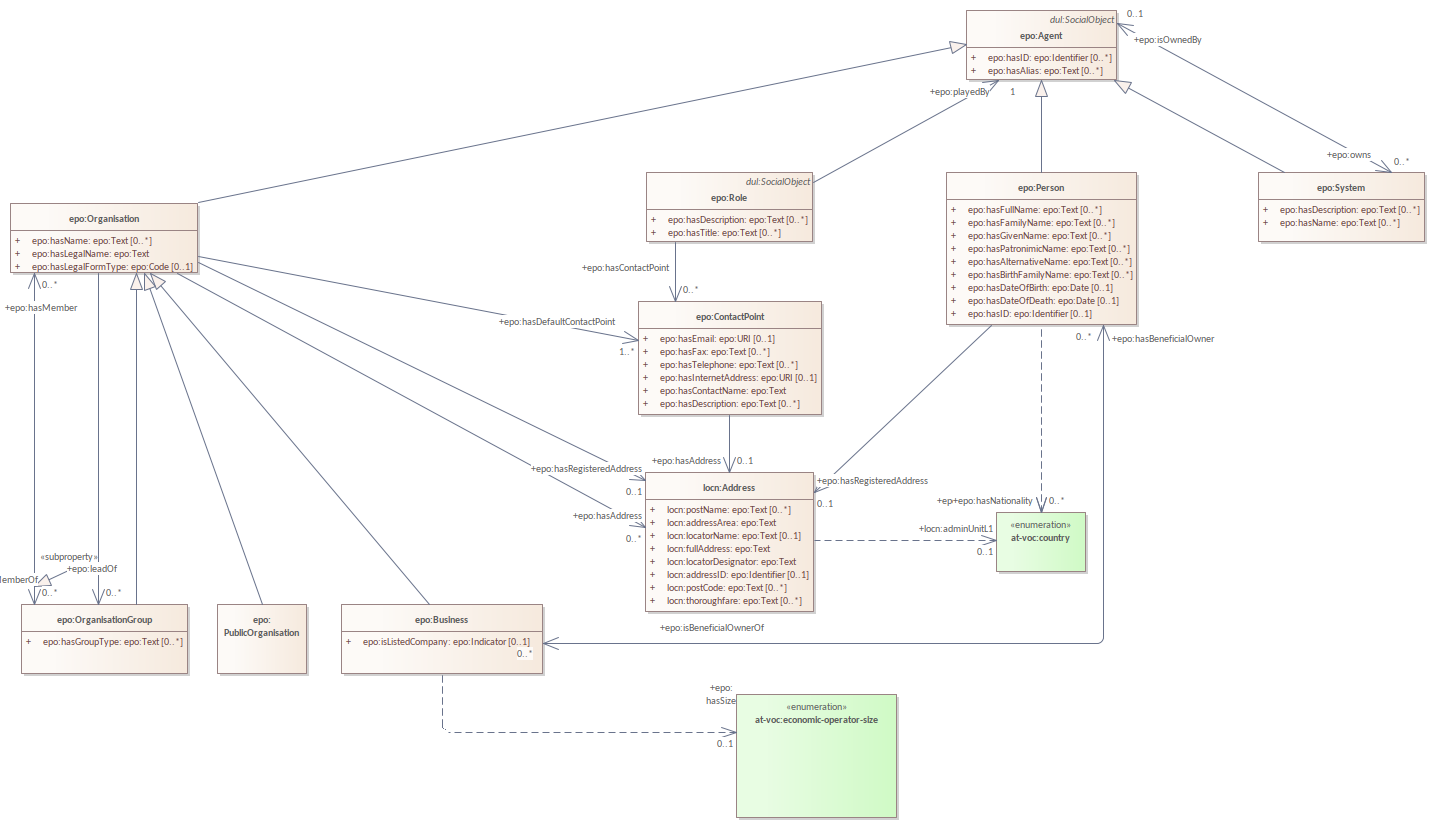 dul:SocialObject
epo:Agent
+ epo:hasID: epo:Identifier [0..*]
+ epo:hasAlias: epo:Text [0..*]
0..1
+epo:isOwnedBy
+epo:playedBy
1
+epo:owns
0..*
dul:SocialObject
epo:Role
+ epo:hasDescription: epo:Text [0..*]
+ epo:hasTitle: epo:Text [0..*]
epo:Person
+ epo:hasFullName: epo:Text [0..*]
+ epo:hasFamilyName: epo:Text [0..*]
+ epo:hasGivenName: epo:Text [0..*]
+ epo:hasPatronimicName: epo:Text [0..*]
+ epo:hasAlternativeName: epo:Text [0..*]
+ epo:hasBirthFamilyName: epo:Text [0..*]
+ epo:hasDateOfBirth: epo:Date [0..1]
+ epo:hasDateOfDeath: epo:Date [0..1]
+ epo:hasID: epo:Identifier [0..1]
epo:System
+ epo:hasDescription: epo:Text [0..*]
+ epo:hasName: epo:Text [0..*]
epo:Organisation
+ epo:hasName: epo:Text [0..*]
+ epo:hasLegalName: epo:Text
+ epo:hasLegalFormType: epo:Code [0..1]
0..*
+epo:hasMember
+epo:hasContactPoint
0..*
+epo:hasDefaultContactPoint
1..*
epo:ContactPoint
+ epo:hasEmail: epo:URI [0..1]
+ epo:hasFax: epo:Text [0..*]
+ epo:hasTelephone: epo:Text [0..*]
+ epo:hasInternetAddress: epo:URI [0..1]
+ epo:hasContactName: epo:Text
+ epo:hasDescription: epo:Text [0..*]
0..*
+epo:hasBeneficialOwner
+epo:hasAddress
0..1
+epo:hasRegisteredAddress
0..1
+epo:hasAddress
0..*
locn:Address
+ locn:postName: epo:Text [0..*]
+ locn:addressArea: epo:Text
+ locn:locatorName: epo:Text [0..1]
+ locn:fullAddress: epo:Text
+ locn:locatorDesignator: epo:Text
+ locn:addressID: epo:Identifier [0..1]
+ locn:postCode: epo:Text [0..*]
+ locn:thoroughfare: epo:Text [0..*]
+epo:hasRegisteredAddress
0..1
+ep+epo:hasNationality
0..*
+locn:adminUnitL1
0..1
«enumeration»
at-voc:country
«subproperty»
+epo:leadOf
MemberOf
0..*
0..*
epo:OrganisationGroup
+ epo:hasGroupType: epo:Text [0..*]
epo:
PublicOrganisation
epo:Business
+ epo:isListedCompany: epo:Indicator [0..1]
0..*
+epo:isBeneficialOwnerOf
+epo:
hasSize
0..1
«enumeration»
at-voc:economic-operator-size